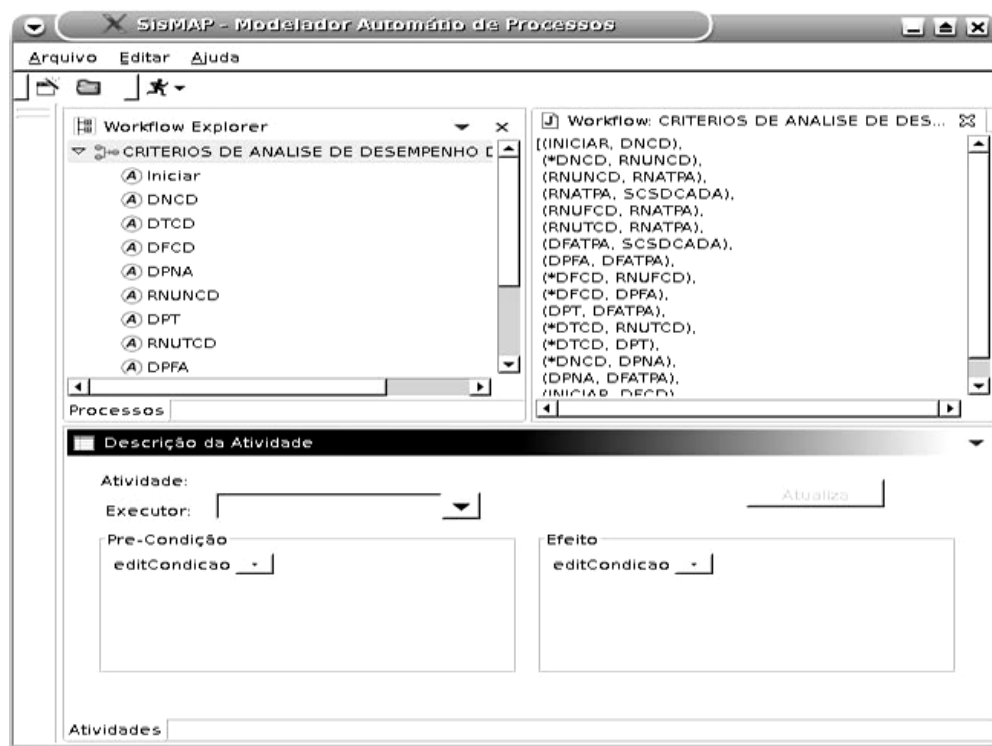 SisMAP - Modelador Automátio de Processos
Arquivo Editar Ajuda
Workflow Explorer
CRITERIOS DE ANALISE DE DESEMPENHO D
Iniciar
DNCD
DTCD
DFCD
DPNA
RNUNCD
DPT
RNUTCD
DPFA
Processos
Workflow: CRITERIOS DE ANALISE DE DES...
[(INICIAR, DNCD),
(*DNCD, RNUNCD),
(RNUNCD, RNATPA),
(RNATPA, SCSDCADA),
(RNUFCD, RNATPA),
(RNUTCD, RNATPA),
(DFATPA, SCSDCADA),
(DPFA, DFATPA),
(*DFCD, RNUFCD),
(*DFCD, DPFA),
(DPT, DFATPA),
(*DTCD, RNUTCD),
(*DTCD, DPT),
(*DNCD, DPNA),
(DPNA, DFATPA),
(INICIAR, DFCD)
Descrição da Atividade
Atividade:
Executor:
Atualiza
Pre-Condição
editCondicao
Efeito
editCondicao
Atividades